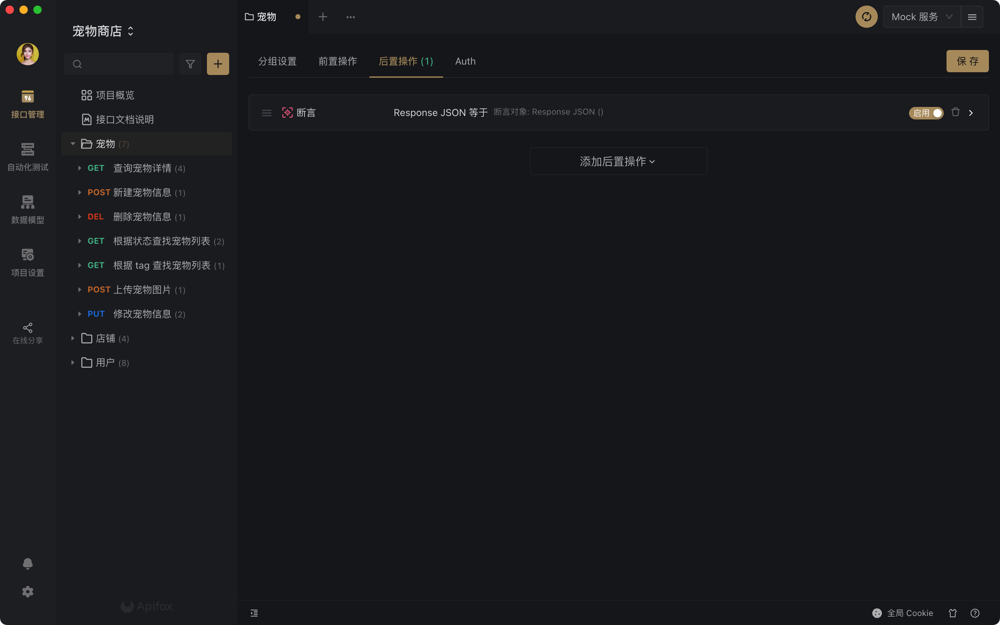 宠物
Mock 服务
宠物商店
分组设置
前置操作
后置操作 (1)
Auth
保 存
接口管理
自动化测试
数据模型
项目设置
在线分享
项目概览
接口文档说明
宠物 (7)
GET 查询宠物详情 (4)
POST 新建宠物信息 (1)
DEL 删除宠物信息 (1)
GET 根据状态查找宠物列表 (2)
GET 根据 tag 查找宠物列表 (1)
POST 上传宠物图片 (1)
PUT 修改宠物信息 (2)
店铺 (4)
用户 (8)
Apifox
断言
Response JSON 等于 断言对象: Response JSON ()
启用
添加后置操作
全局 Cookie